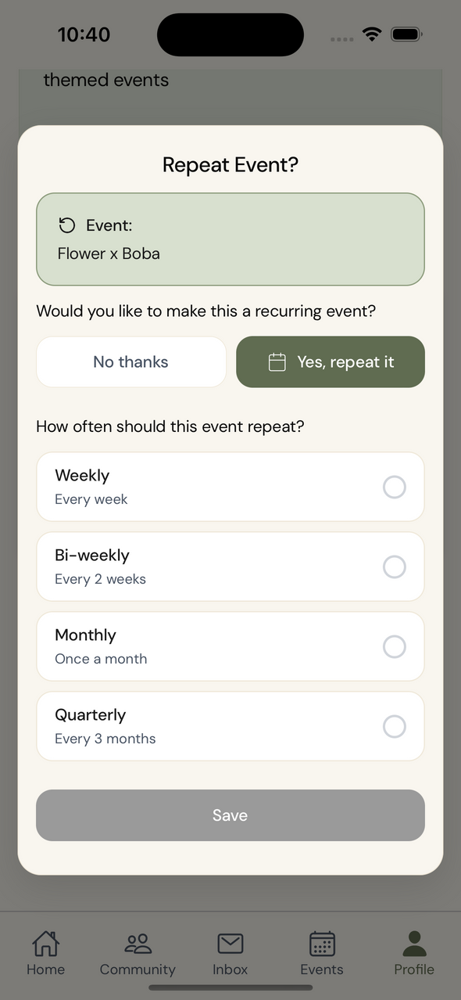 10:40
themed events
Repeat Event?
Event:
Flower x Boba
Would you like to make this a recurring event?
No thanks
Yes, repeat it
How often should this event repeat?
Weekly
Every week
Bi-weekly
Every 2 weeks
Monthly
Once a month
Quarterly
Every 3 months
Save
Home
Community
Inbox
Events
Profile